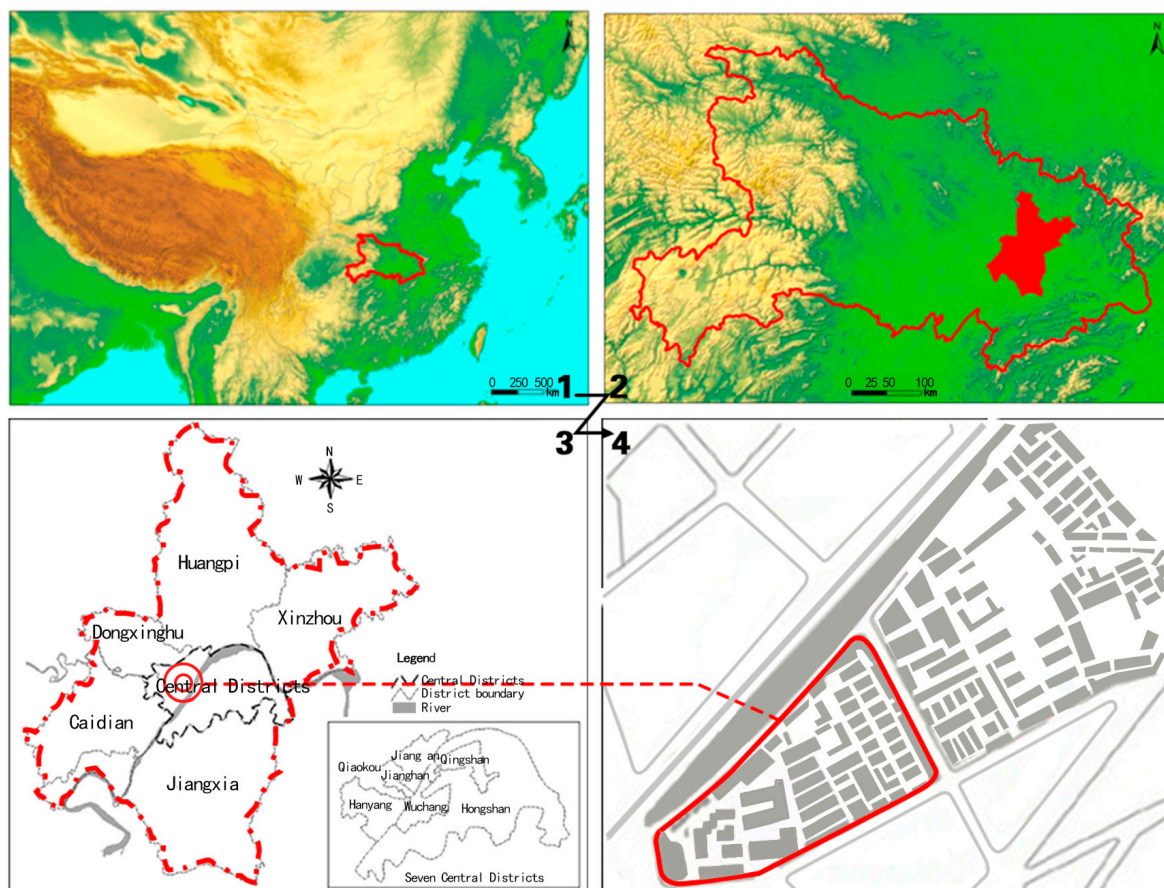 N
0 250 500
km
1
N
0 25 50 100
km
2
3
4
N
W E
S
Huangpi
Xinzhou
Dongxinghu
Central Districts
Caidian
Jiangxia
Legend
Central Districts
District boundary
River
Jiang an
Qingshan
Qiaokou
Jianghan
Hanyang
Wuchang
Hongshan
Seven Central Districts